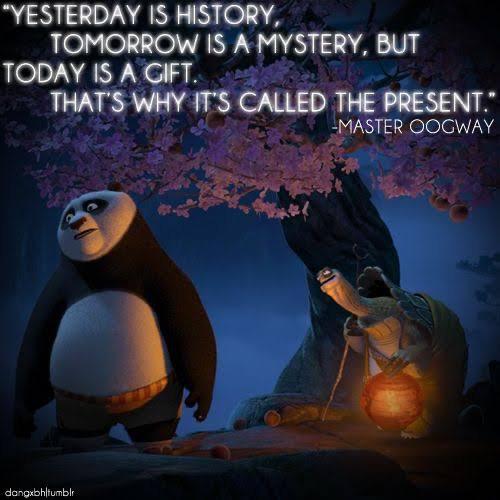 “YESTERDAY IS HISTORY,
TOMORROW IS A MYSTERY, BUT
TODAY IS A GIFT.
THAT'S WHY IT'S CALLED THE PRESENT.”
-MASTER OOGWAY
dangxbh|tumblr